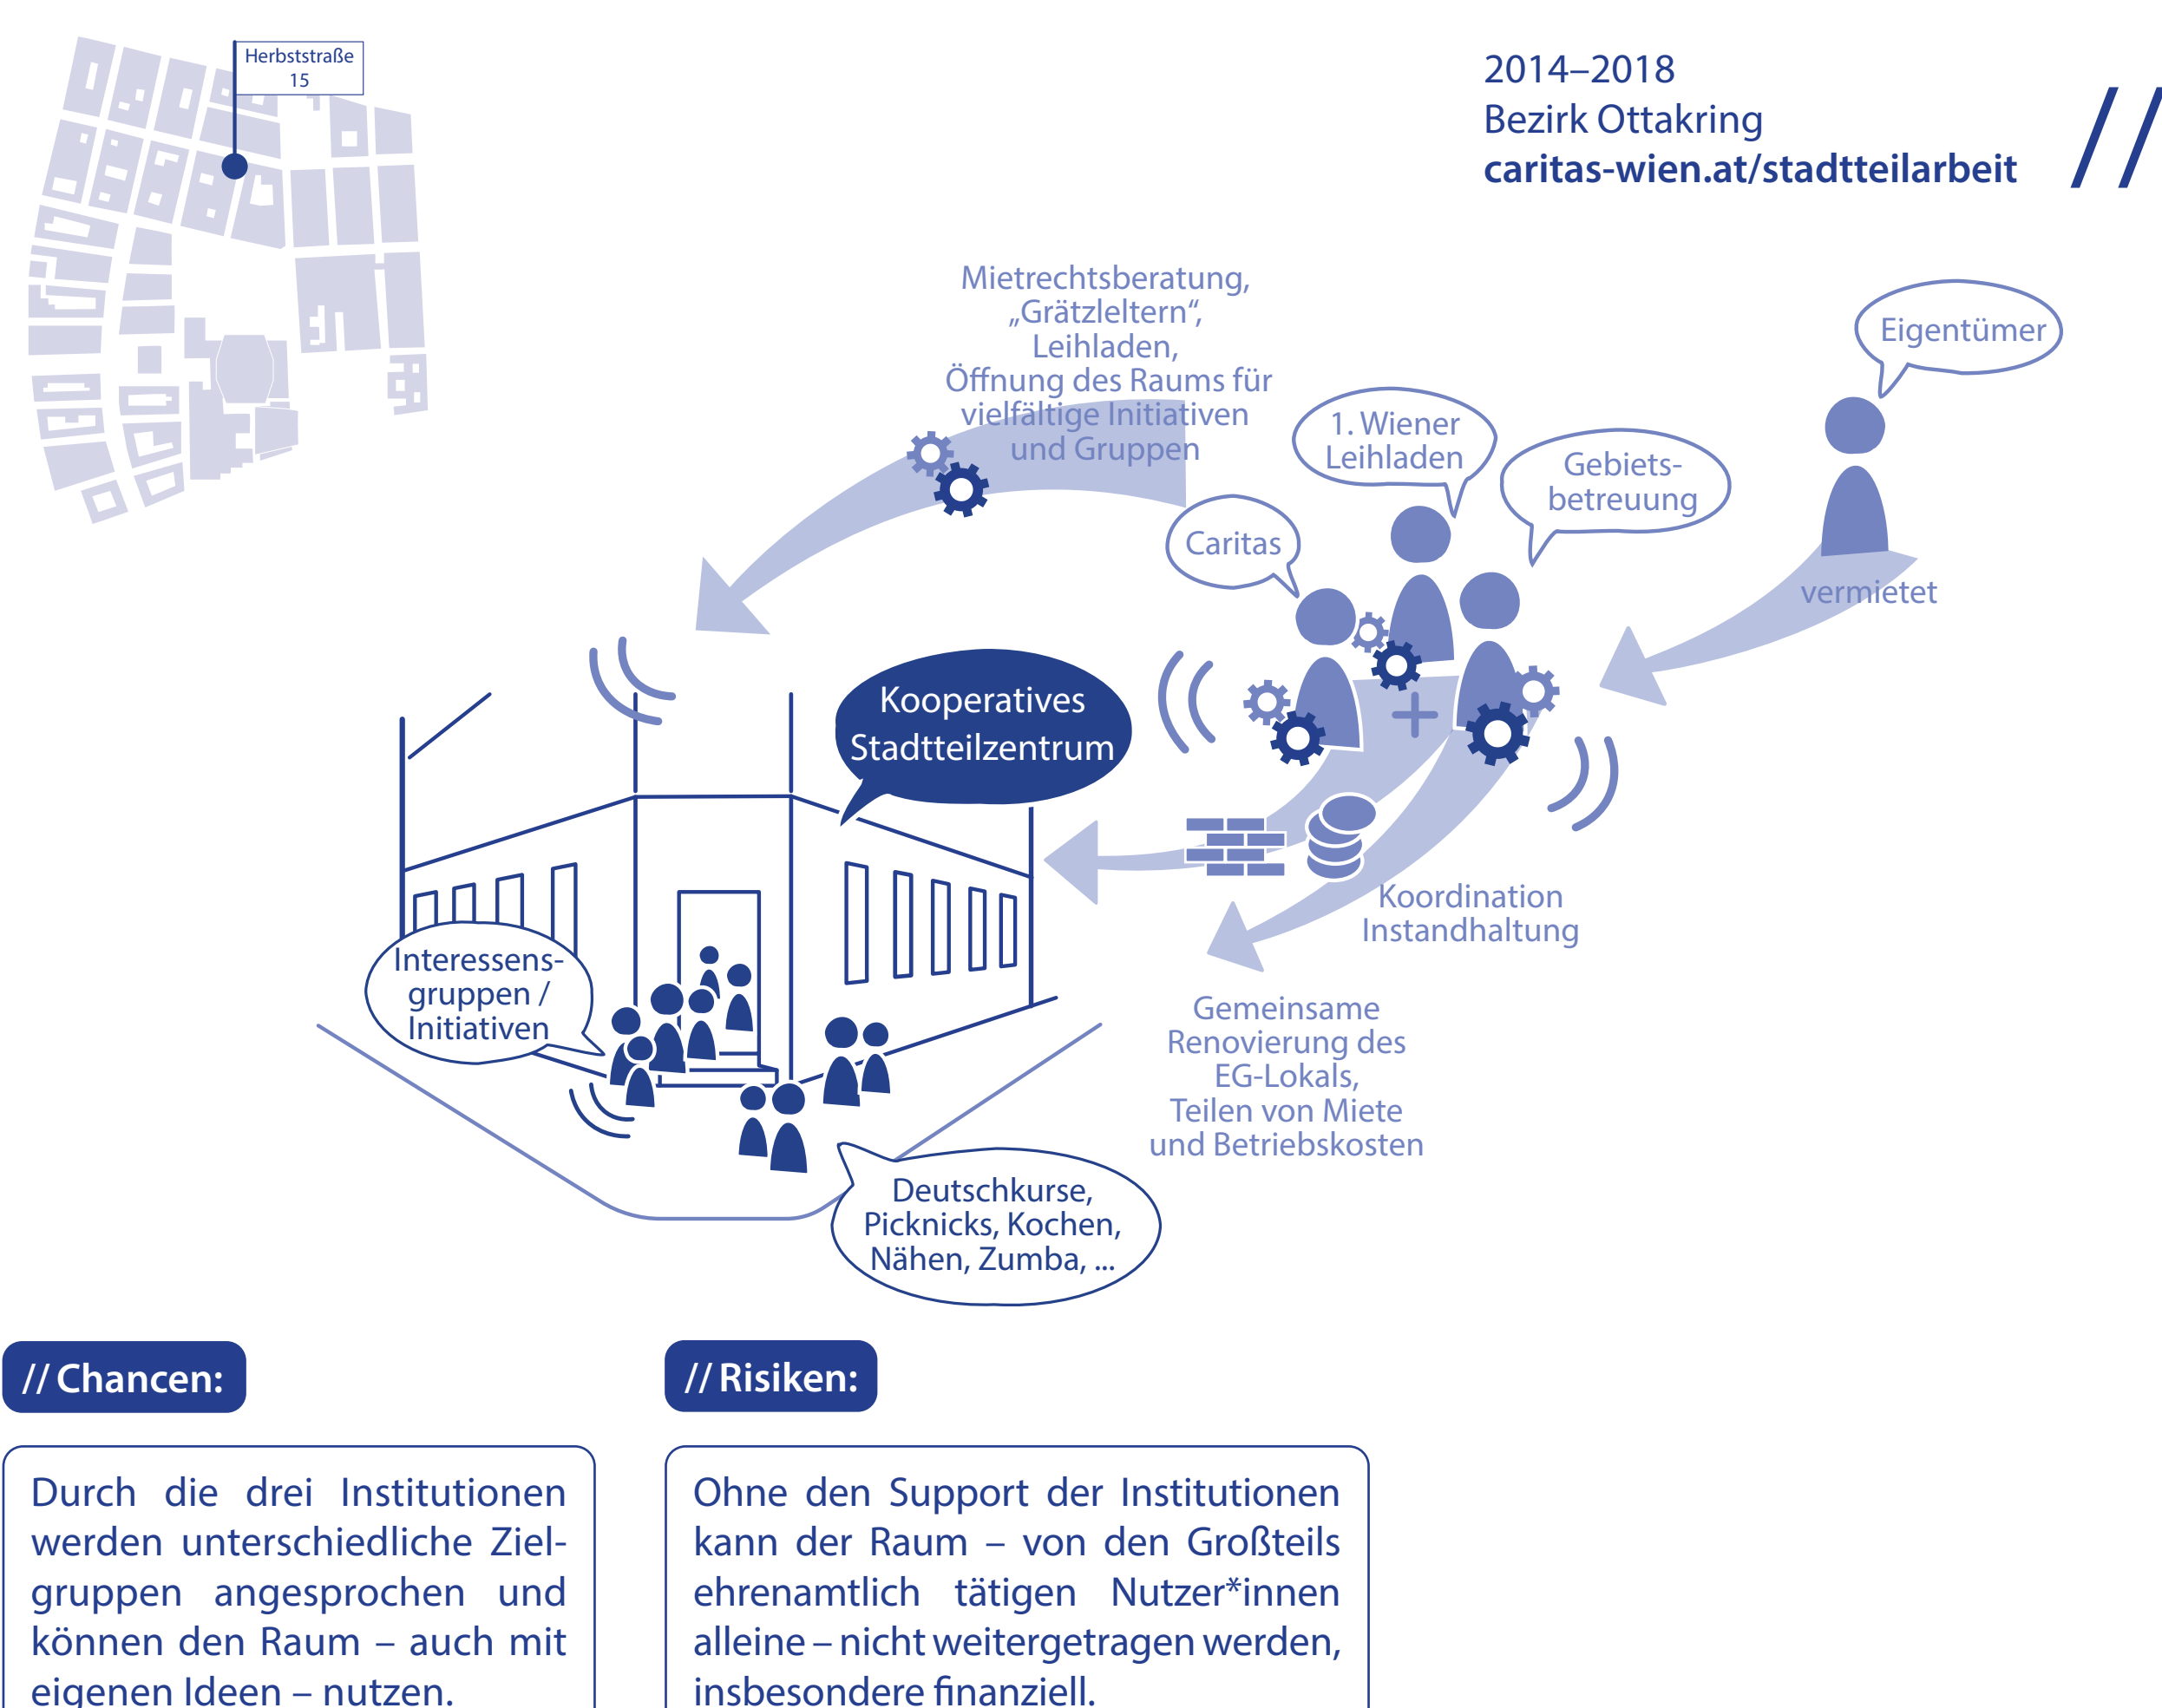 Herbststraße
15
2014–2018
Bezirk Ottakring
caritas-wien.at/stadtteilarbeit
//
Mietrechtsberatung,
„Grätzleltern“,
Leihladen,
Öffnung des Raums für
vielfältige Initiativen
und Gruppen
Eigentümer
1. Wiener
Leihladen
Gebiets-
betreuung
Caritas
vermietet
Kooperatives
Stadtteilzentrum
Koordination
Instandhaltung
Interessens-
gruppen /
Initiativen
Gemeinsame
Renovierung des
EG-Lokals,
Teilen von Miete
und Betriebskosten
Deutschkurse,
Picknicks, Kochen,
Nähen, Zumba, ...
// Chancen:
Durch die drei Institutionen
werden unterschiedliche Ziel-
gruppen angesprochen und
können den Raum – auch mit
eigenen Ideen – nutzen.
// Risiken:
Ohne den Support der Institutionen
kann der Raum – von den Großteils
ehrenamtlich tätigen Nutzer*innen
alleine – nicht weitergetragen werden,
insbesondere finanziell.